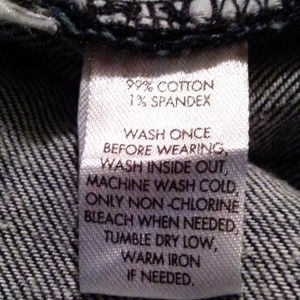 99% COTTON
1% SPANDEX
WASH ONCE
BEFORE WEARING,
WASH INSIDE OUT,
MACHINE WASH COLD,
ONLY NON-CHLORINE
BLEACH WHEN NEEDED,
TUMBLE DRY LOW,
WARM IRON
IF NEEDED.